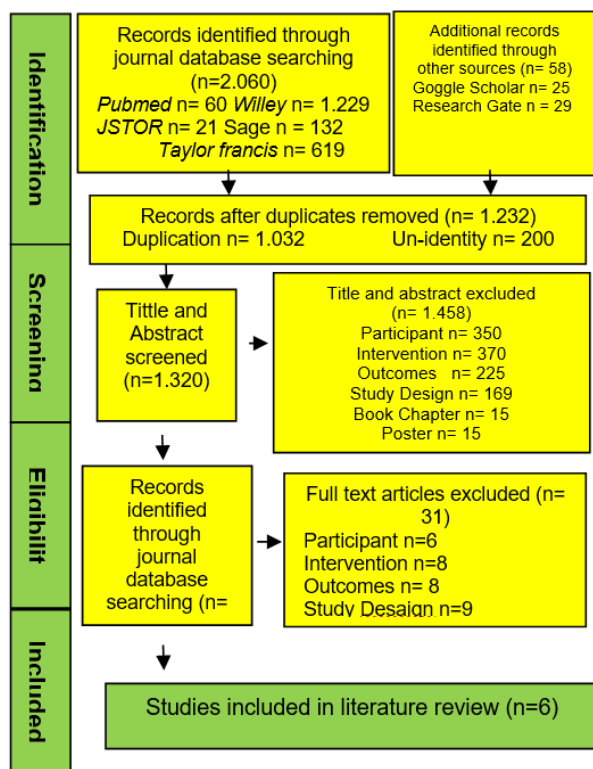 Identification
Records identified through
journal database searching
(n=2.060)
Pubmed n= 60 Willey n= 1.229
JSTOR n= 21 Sage n= 132
Taylor francis n= 619
Additional records
identified through
other sources (n= 58)
Goggle Scholar n= 25
Research Gate n= 29
Records after duplicates removed (n= 1.232)
Duplication n= 1.032 Un-identity n= 200
Screening
Tittle and
Abstract
screened
(n=1.320)
Title and abstract excluded
(n= 1.458)
Participant n= 350
Intervention n= 370
Outcomes n= 225
Study Design n= 169
Book Chapter n= 15
Poster n= 15
Eligibilit
Records
identified
through
journal
database
searching (n=
Full text articles excluded (n=
31)
Participant n=6
Intervention n=8
Outcomes n= 8
Study Desaign n=9
Included
Studies included in literature review (n=6)